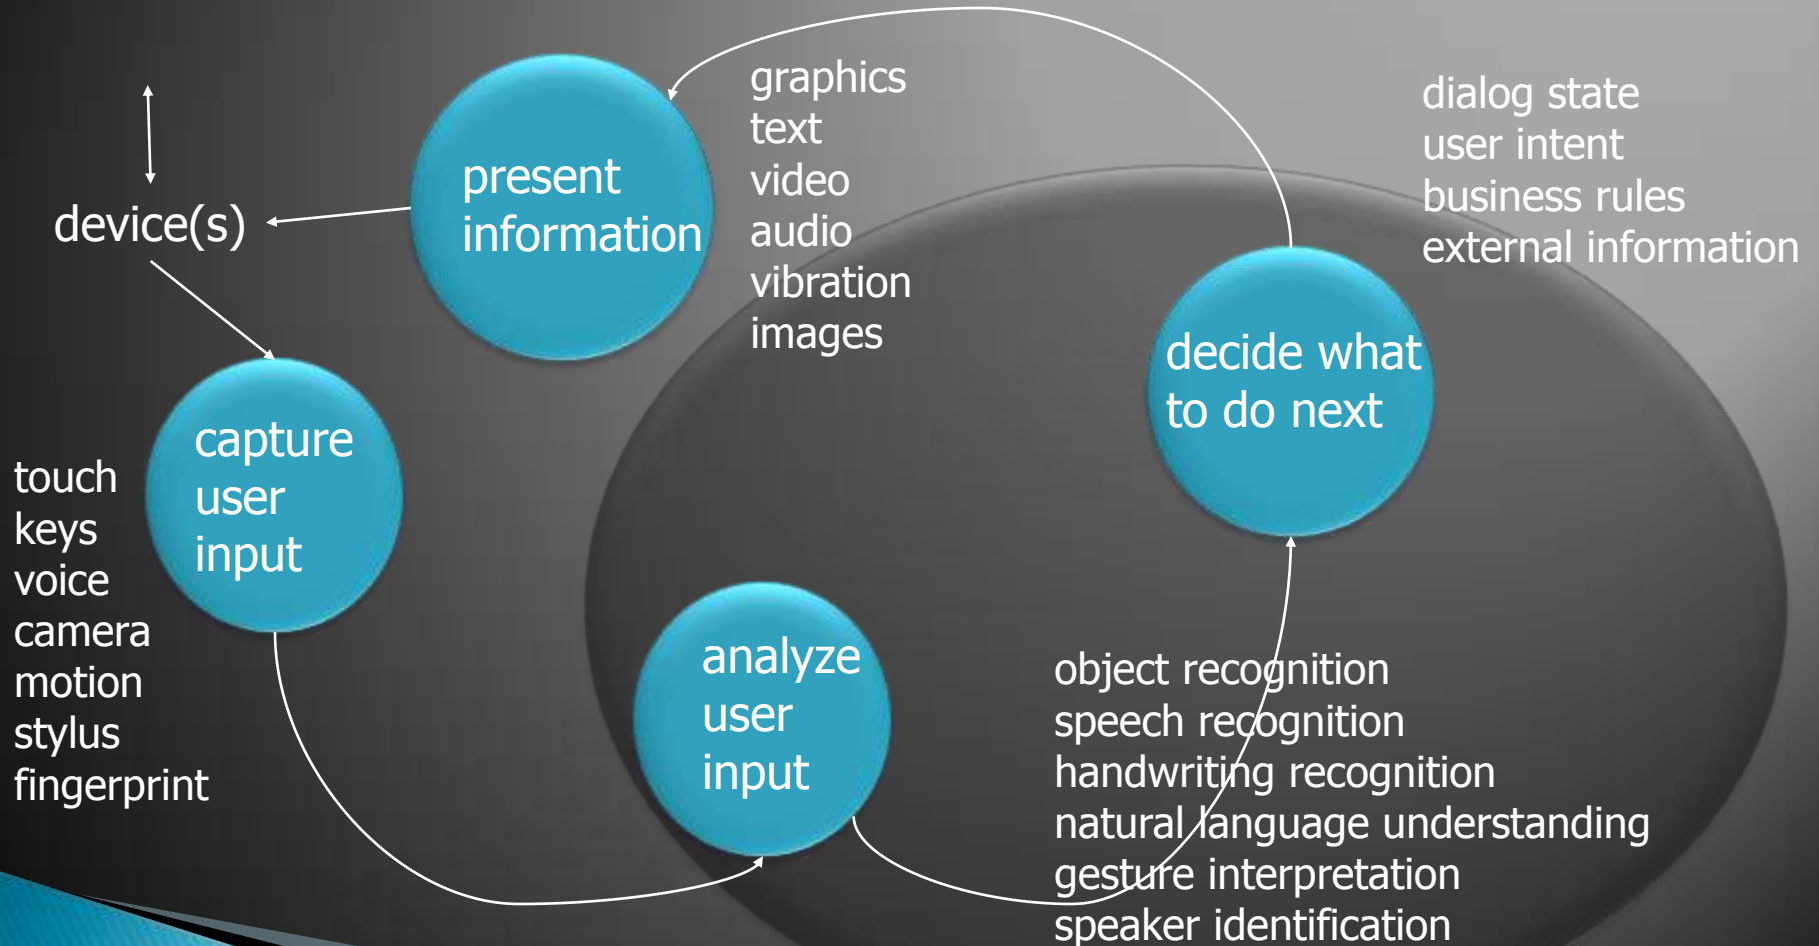 graphics
text
video
audio
vibration
images
dialog state
user intent
business rules
external information
present
information
device(s)
decide what
to do next
capture
user
input
touch
keys
voice
camera
motion
stylus
fingerprint
analyze
user
input
object recognition
speech recognition
handwriting recognition
natural language understanding
gesture interpretation
speaker identification